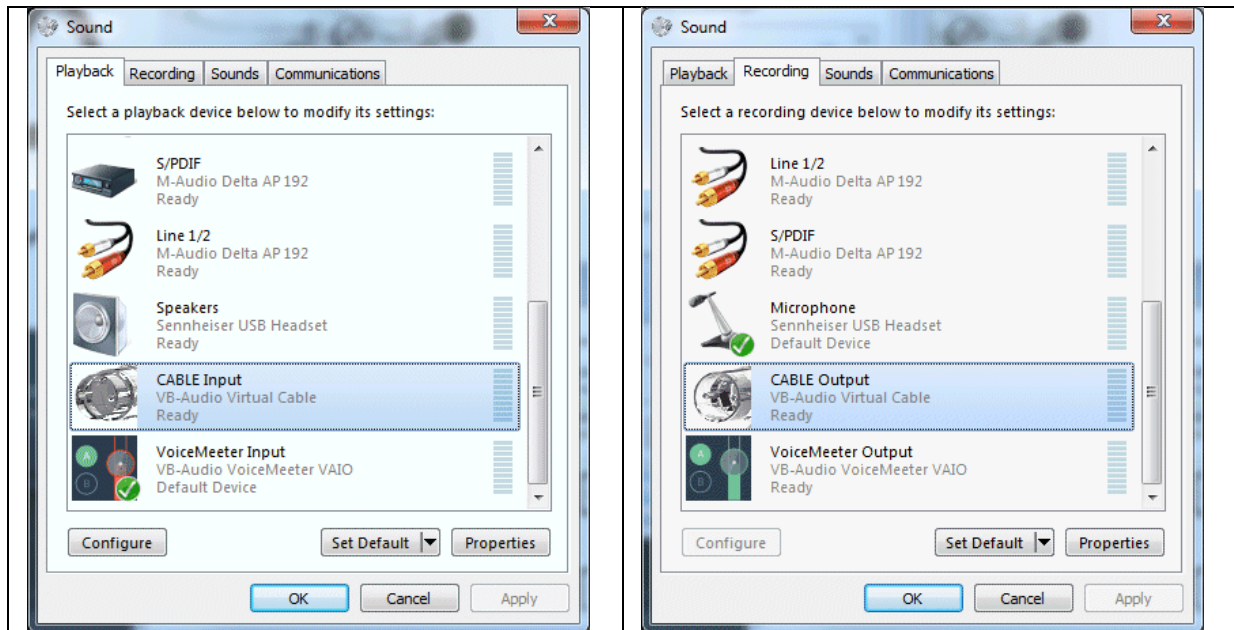 Sound
Playback Recording Sounds Communications
Select a playback device below to modify its settings:
S/PDIF
M-Audio Delta AP 192
Ready
Line 1/2
M-Audio Delta AP 192
Ready
Speakers
Sennheiser USB Headset
Ready
CABLE Input
VB-Audio Virtual Cable
Ready
A
B
VoiceMeeter Input
VB-Audio VoiceMeeter VAIO
Default Device
Configure Set Default Properties
OK Cancel Apply
Sound
Playback Recording Sounds Communications
Select a recording device below to modify its settings:
Line 1/2
M-Audio Delta AP 192
Ready
S/PDIF
M-Audio Delta AP 192
Ready
Microphone
Sennheiser USB Headset
Default Device
CABLE Output
VB-Audio Virtual Cable
Ready
A
B
VoiceMeeter Output
VB-Audio VoiceMeeter VAIO
Ready
Configure Set Default Properties
OK Cancel Apply